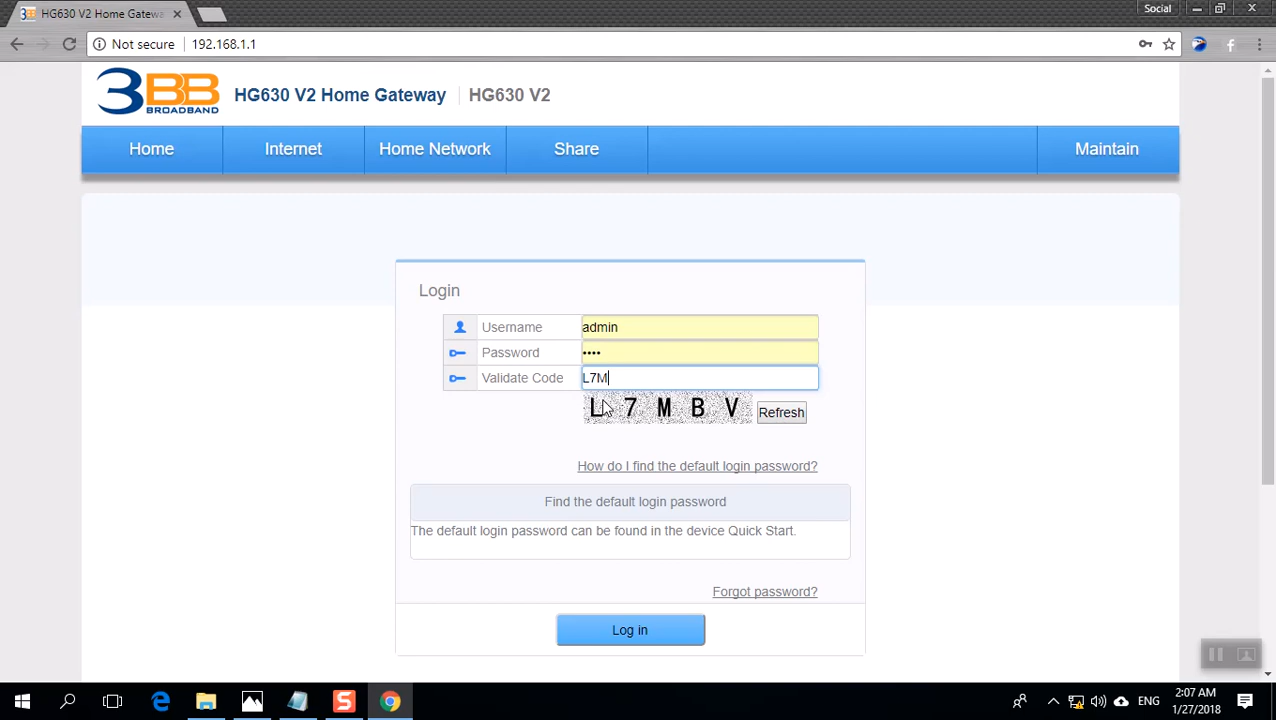 HG630 V2 Home Gatewa
Social
Not secure
192.168.1.1
3BB
BROADBAND
HG630 V2 Home Gateway
HG630 V2
Home
Internet
Home Network
Share
Maintain
Login
Username
admin
Password
••••
Validate Code
L7M
L 7 M B V
Refresh
How do I find the default login password?
Find the default login password
The default login password can be found in the device Quick Start.
Forgot password?
Log in
ENG
2:07 AM
1/27/2018